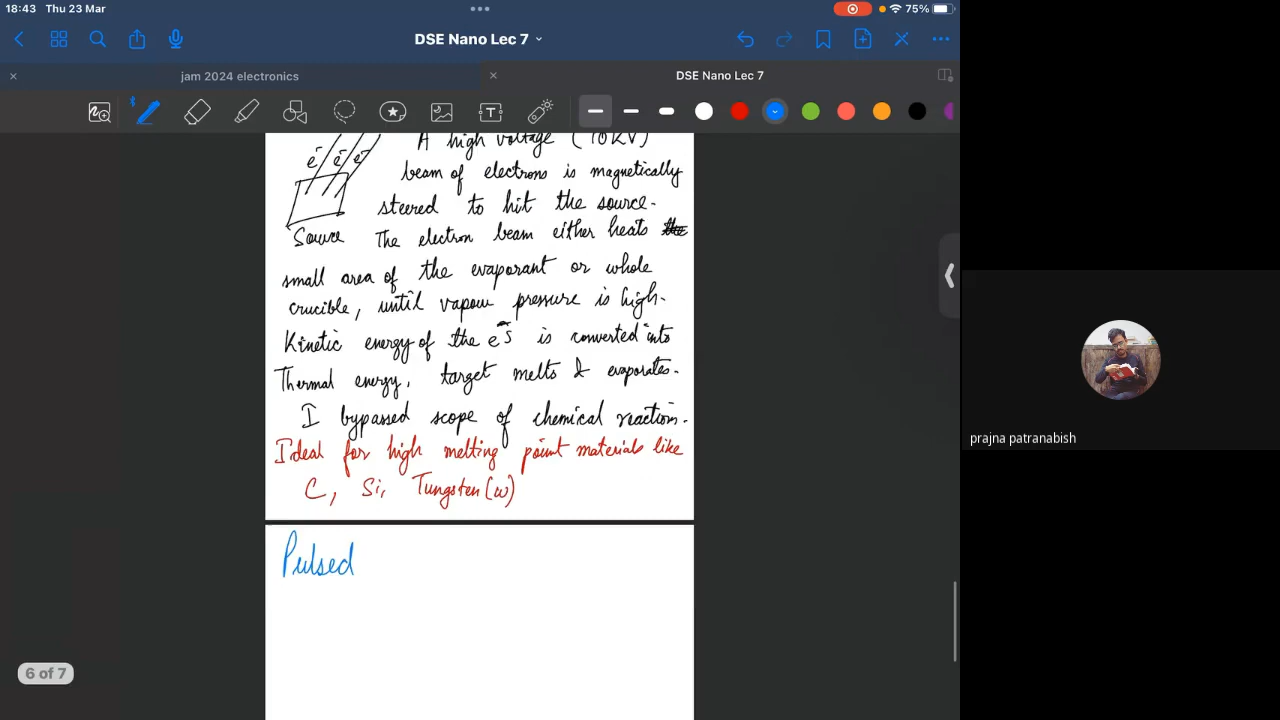 18:43 Thu 23 Mar
75%
DSE Nano Lec 7
jam 2024 electronics
DSE Nano Lec 7
A high voltage (10KV)
e⁻ e⁻ e⁻
beam of electrons is magnetically
steered to hit the source.
Source The electron beam either heats the
small area of the evaporant or whole
crucible, until vapour pressure is high.
Kinetic energy of the e⁻s is converted into
Thermal energy, target melts & evaporates.
I bypassed scope of chemical reaction.
Ideal for high melting point materials like
C, Si, Tungsten (W)
Pulsed
6 of 7
prajna patranabish